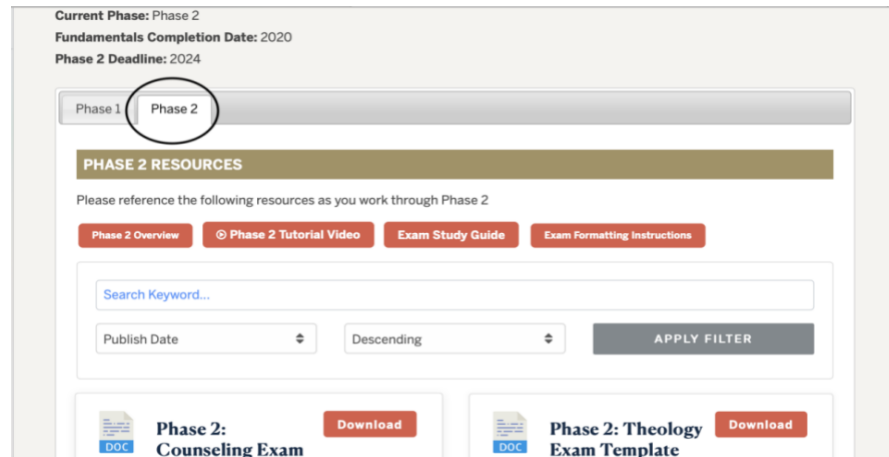 Current Phase: Phase 2
Fundamentals Completion Date: 2020
Phase 2 Deadline: 2024
Phase 1 Phase 2
PHASE 2 RESOURCES
Please reference the following resources as you work through Phase 2
Phase 2 Overview Phase 2 Tutorial Video Exam Study Guide Exam Formatting Instructions
Search Keyword...
Publish Date Descending APPLY FILTER
DOC Phase 2: Download
Counseling Exam
DOC Phase 2: Theology Download
Exam Template